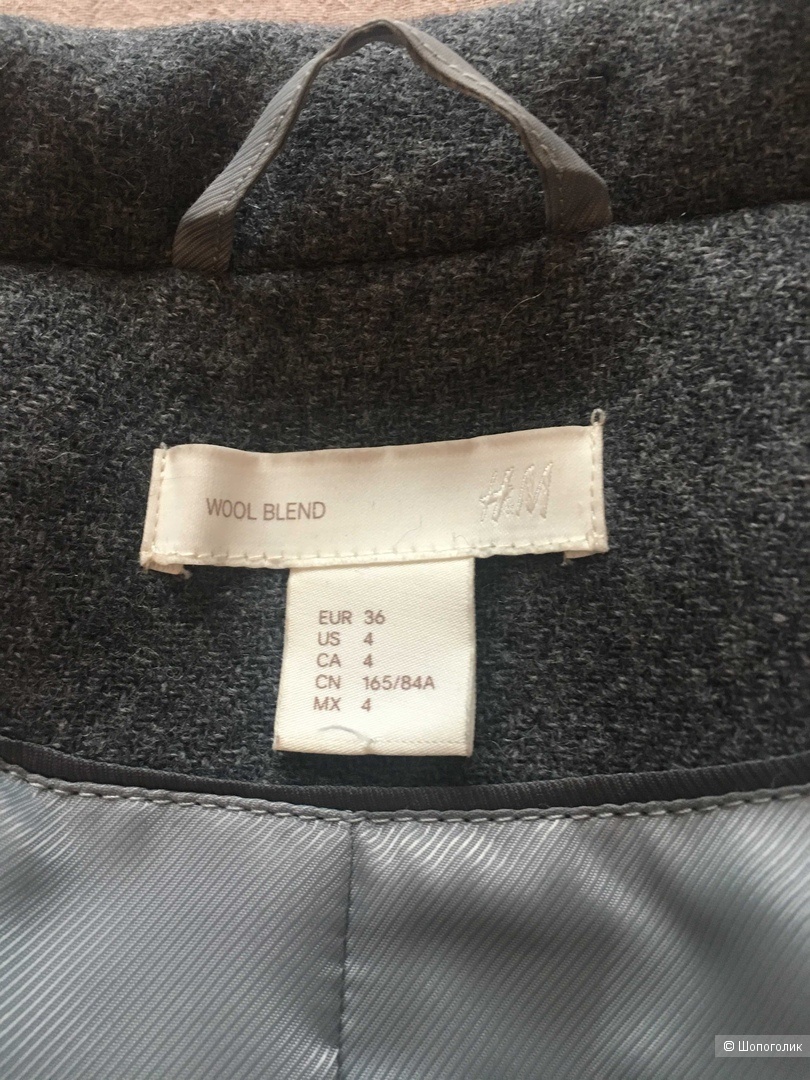 WOOL BLEND H&M
EUR 36
US 4
CA 4
CN 165/84A
MX 4
© Шопоголик